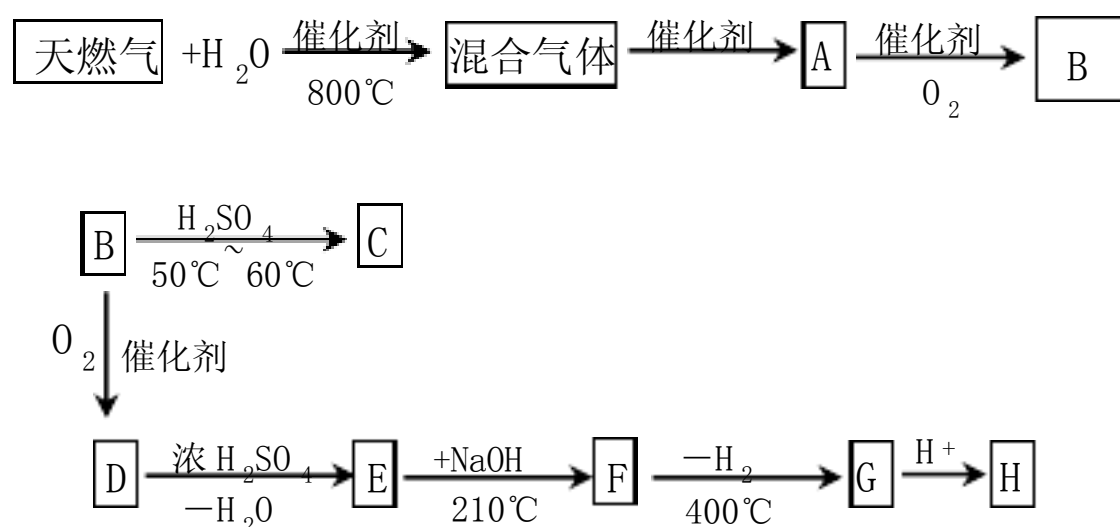 天燃气 +H2O 催化剂 800℃ 混合气体 催化剂 A 催化剂 O2 B
B H2SO4 50℃~60℃ C
O2 催化剂
D 浓H2SO4 -H2O E +NaOH 210℃ F -H2 400℃ G H+ H